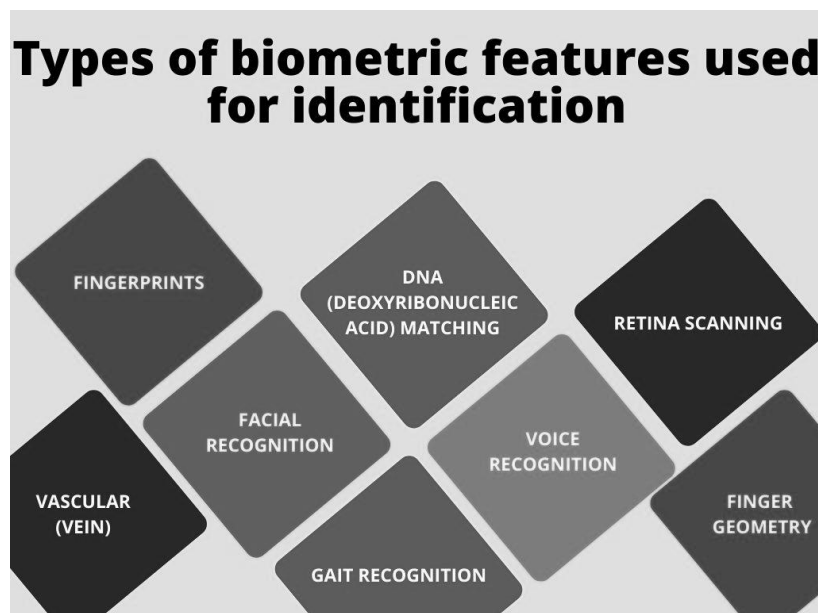 Types of biometric features used
for identification
FINGERPRINTS
DNA
(DEOXYRIBONUCLEIC
ACID) MATCHING
RETINA SCANNING
FACIAL
RECOGNITION
VOICE
RECOGNITION
VASCULAR
(VEIN)
FINGER
GEOMETRY
GAIT RECOGNITION